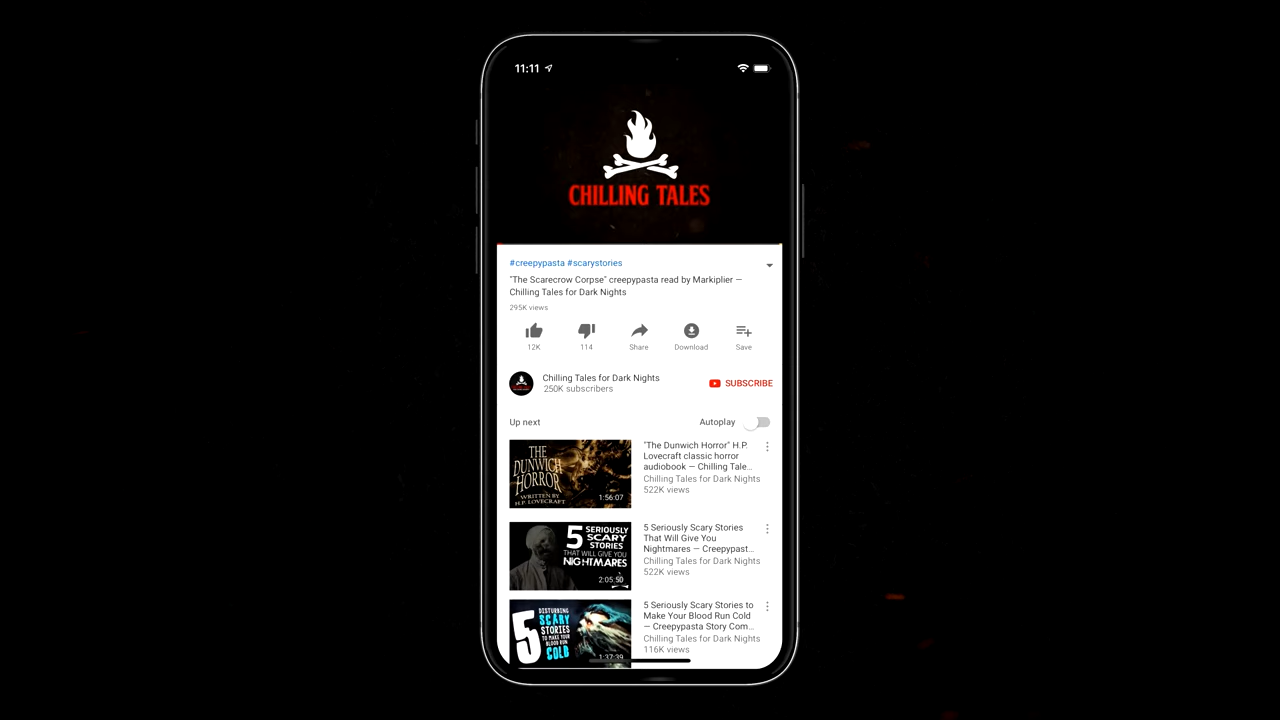 11:11
CHILLING TALES
#creepypasta #scarystories
"The Scarecrow Corpse" creepypasta read by Markiplier —
Chilling Tales for Dark Nights
295K views
12K
114
Share
Download
Save
Chilling Tales for Dark Nights
250K subscribers
SUBSCRIBE
Up next
Autoplay
THE
DUNWICH
HORROR
WRITTEN BY
H.P. LOVECRAFT
1:56:07
"The Dunwich Horror" H.P.
Lovecraft classic horror
audiobook — Chilling Tale...
Chilling Tales for Dark Nights
522K views
5 SERIOUSLY
SCARY
STORIES
THAT WILL GIVE YOU
NIGHTMARES
2:05:50
5 Seriously Scary Stories
That Will Give You
Nightmares — Creepypast...
Chilling Tales for Dark Nights
522K views
5 DISTURBING
SCARY
STORIES
TO MAKE YOUR
BLOOD RUN
COLD
1:37:39
5 Seriously Scary Stories to
Make Your Blood Run Cold
— Creepypasta Story Com...
Chilling Tales for Dark Nights
116K views